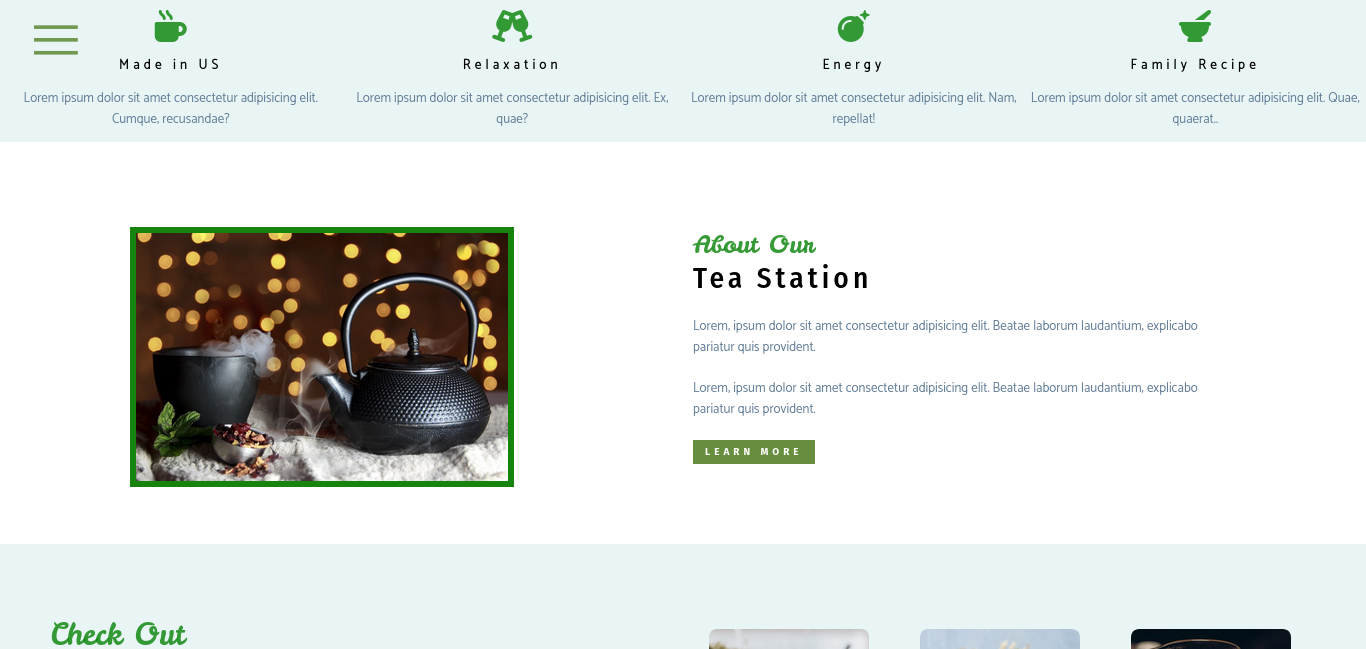 Made in US
Lorem ipsum dolor sit amet consectetur adipisicing elit.
Cumque, recusandae?
Relaxation
Lorem ipsum dolor sit amet consectetur adipisicing elit. Ex,
quae?
Energy
Lorem ipsum dolor sit amet consectetur adipisicing elit. Nam,
repellat!
Family Recipe
Lorem ipsum dolor sit amet consectetur adipisicing elit. Quae,
quaerat..
About Our
Tea Station
Lorem, ipsum dolor sit amet consectetur adipisicing elit. Beatae laborum laudantium, explicabo
pariatur quis provident.
Lorem, ipsum dolor sit amet consectetur adipisicing elit. Beatae laborum laudantium, explicabo
pariatur quis provident.
LEARN MORE
Check Out